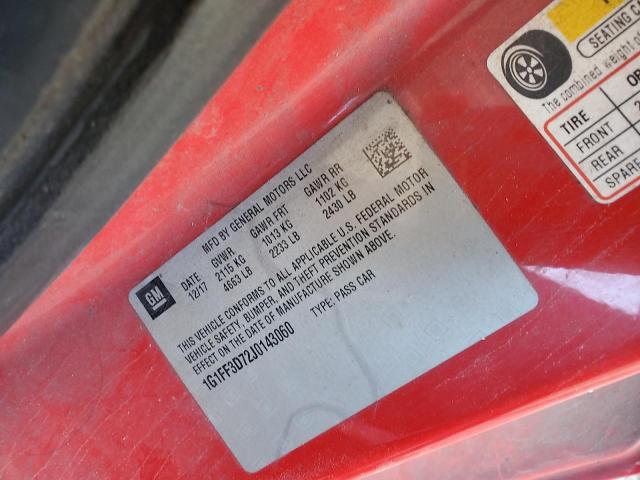 GM
MFD BY GENERAL MOTORS LLC
DATE GVWR GAWR FRT GAWR RR
12/17 2115 KG 1013 KG 1102 KG
4663 LB 2233 LB 2430 LB
THIS VEHICLE CONFORMS TO ALL APPLICABLE U.S. FEDERAL MOTOR
VEHICLE SAFETY, BUMPER, AND THEFT PREVENTION STANDARDS IN
EFFECT ON THE DATE OF MANUFACTURE SHOWN ABOVE.
1G1FF3D72J0143060 TYPE: PASS CAR
SEATING
The combined weight of
TIRE
FRONT
REAR
SPARE